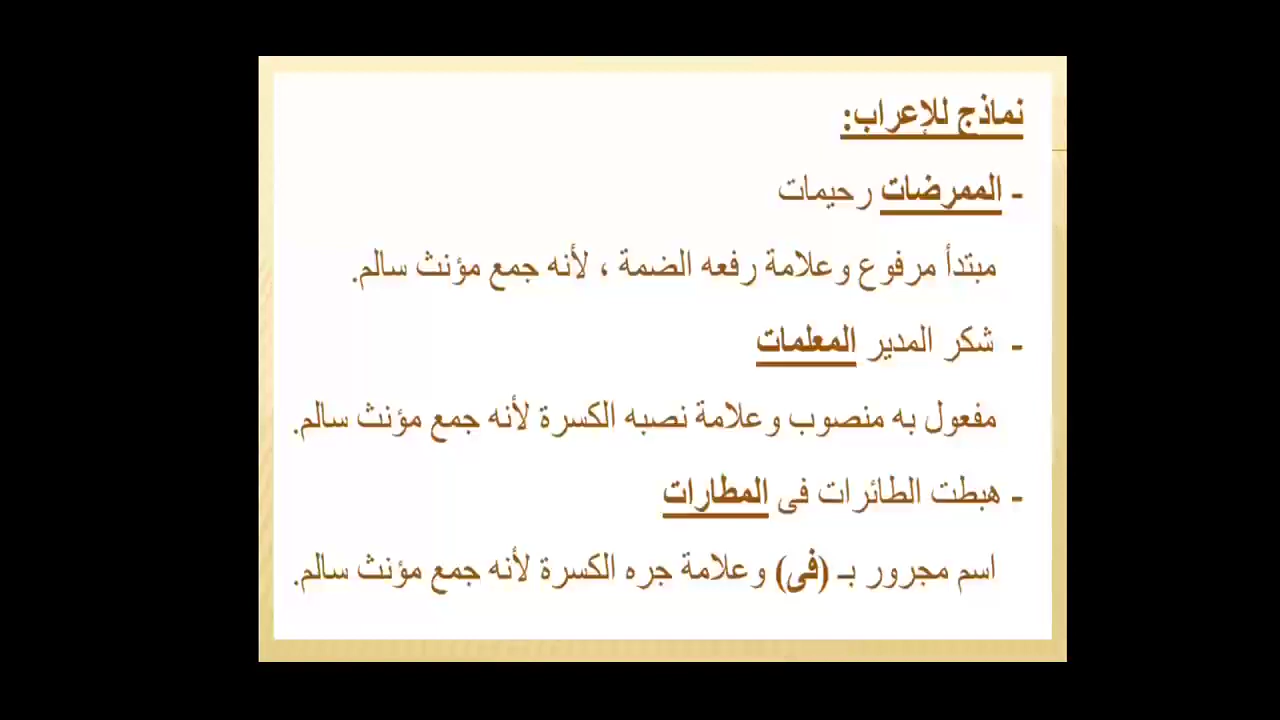 نماذج للإعراب:
- الممرضات رحيمات
مبتدأ مرفوع وعلامة رفعه الضمة ، لأنه جمع مؤنث سالم.
- شكر المدير المعلمات
مفعول به منصوب وعلامة نصبه الكسرة لأنه جمع مؤنث سالم.
- هبطت الطائرات فى المطارات
اسم مجرور بـ (فى) وعلامة جره الكسرة لأنه جمع مؤنث سالم.